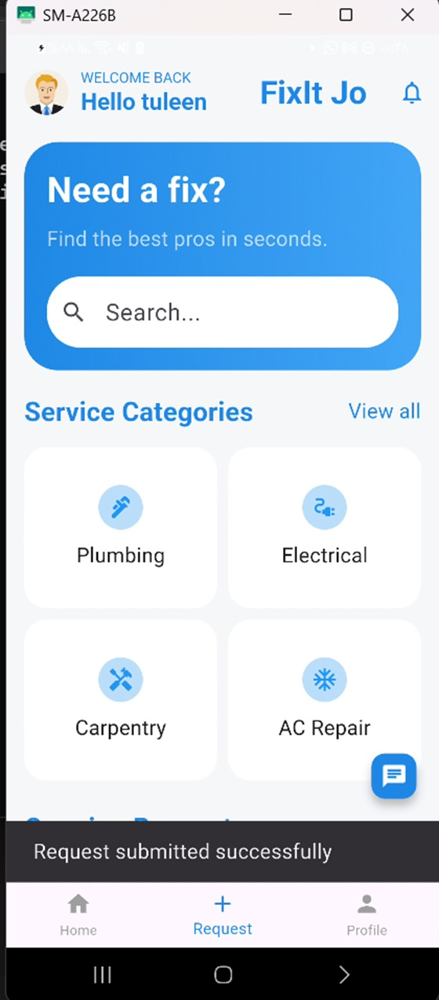 SM-A226B
WELCOME BACK
Hello tuleen
FixIt Jo
Need a fix?
Find the best pros in seconds.
Search...
Service Categories
View all
Plumbing
Electrical
Carpentry
AC Repair
Request submitted successfully
Home
Request
Profile